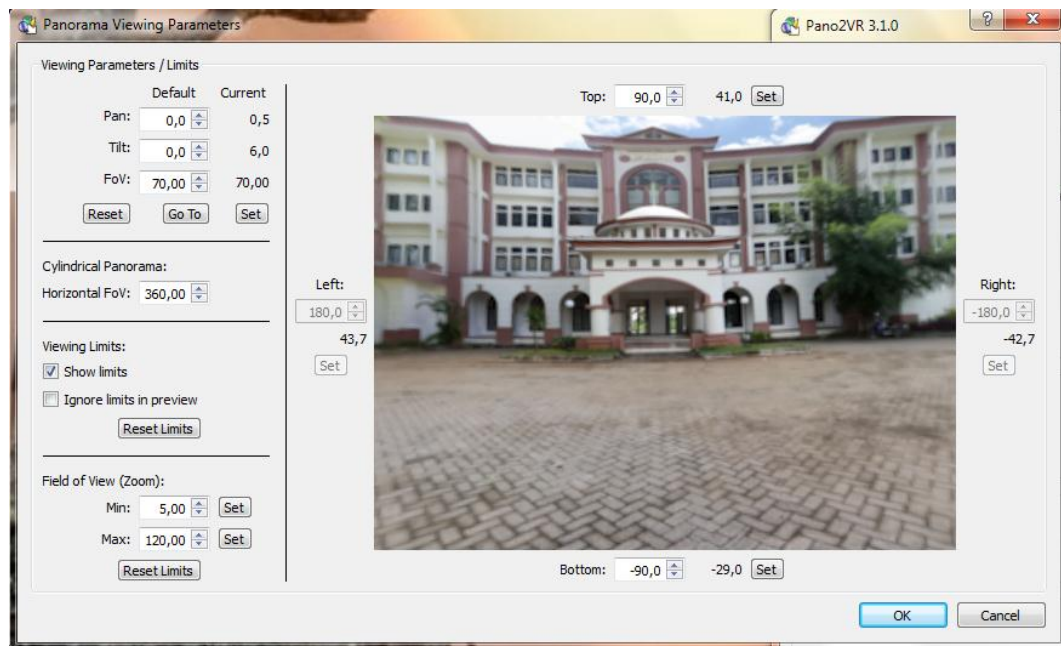 Panorama Viewing Parameters
Pano2VR 3.1.0
Viewing Parameters / Limits
Default Current
Pan: 0,0 0,5
Tilt: 0,0 6,0
FoV: 70,00 70,00
Reset Go To Set
Cylindrical Panorama:
Horizontal FoV: 360,00
Viewing Limits:
Show limits
Ignore limits in preview
Reset Limits
Field of View (Zoom):
Min: 5,00 Set
Max: 120,00 Set
Reset Limits
Top: 90,0 41,0 Set
Left:
180,0
43,7
Set
Right:
-180,0
-42,7
Set
Bottom: -90,0 -29,0 Set
OK Cancel